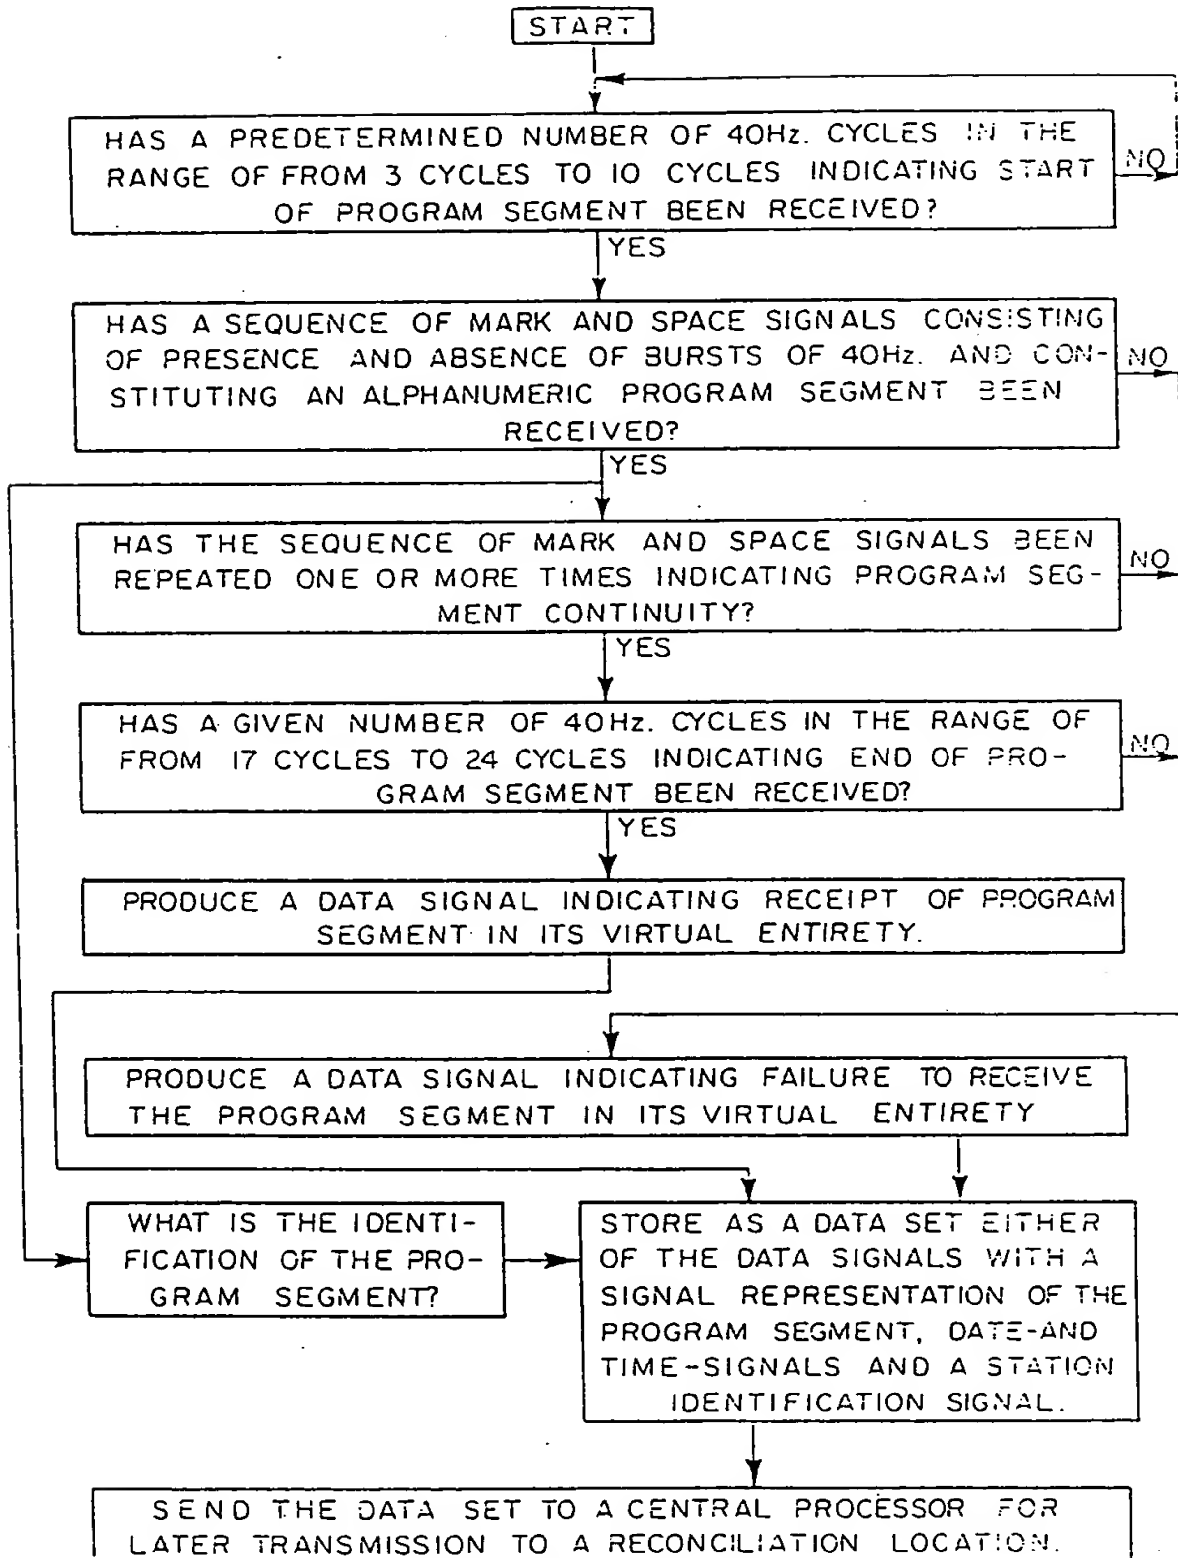 START
HAS A PREDETERMINED NUMBER OF 40Hz. CYCLES IN THE
RANGE OF FROM 3 CYCLES TO 10 CYCLES INDICATING START
OF PROGRAM SEGMENT BEEN RECEIVED?
NO
YES
HAS A SEQUENCE OF MARK AND SPACE SIGNALS CONSISTING
OF PRESENCE AND ABSENCE OF BURSTS OF 40Hz. AND CON-
STITUTING AN ALPHANUMERIC PROGRAM SEGMENT BEEN
RECEIVED?
NO
YES
HAS THE SEQUENCE OF MARK AND SPACE SIGNALS BEEN
REPEATED ONE OR MORE TIMES INDICATING PROGRAM SEG-
MENT CONTINUITY?
NO
YES
HAS A GIVEN NUMBER OF 40Hz. CYCLES IN THE RANGE OF
FROM 17 CYCLES TO 24 CYCLES INDICATING END OF PRO-
GRAM SEGMENT BEEN RECEIVED?
NO
YES
PRODUCE A DATA SIGNAL INDICATING RECEIPT OF PROGRAM
SEGMENT IN ITS VIRTUAL ENTIRETY.
PRODUCE A DATA SIGNAL INDICATING FAILURE TO RECEIVE
THE PROGRAM SEGMENT IN ITS VIRTUAL ENTIRETY
WHAT IS THE IDENTI-
FICATION OF THE PRO-
GRAM SEGMENT?
STORE AS A DATA SET EITHER
OF THE DATA SIGNALS WITH A
SIGNAL REPRESENTATION OF THE
PROGRAM SEGMENT, DATE-AND
TIME-SIGNALS AND A STATION
IDENTIFICATION SIGNAL.
SEND THE DATA SET TO A CENTRAL PROCESSOR FOR
LATER TRANSMISSION TO A RECONCILIATION LOCATION.